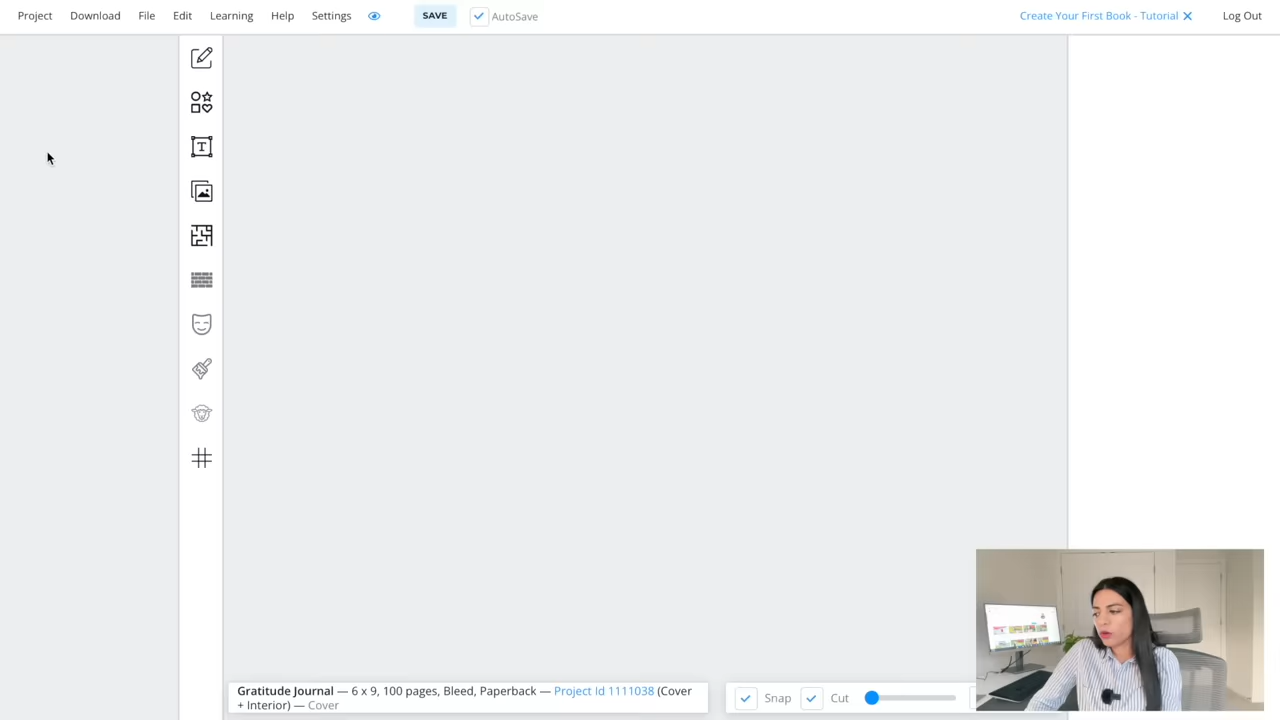 Project Download File Edit Learning Help Settings SAVE AutoSave Create Your First Book - Tutorial Log Out
T
Gratitude Journal — 6 x 9, 100 pages, Bleed, Paperback — Project Id 1111038 (Cover
+ Interior) — Cover
Snap Cut